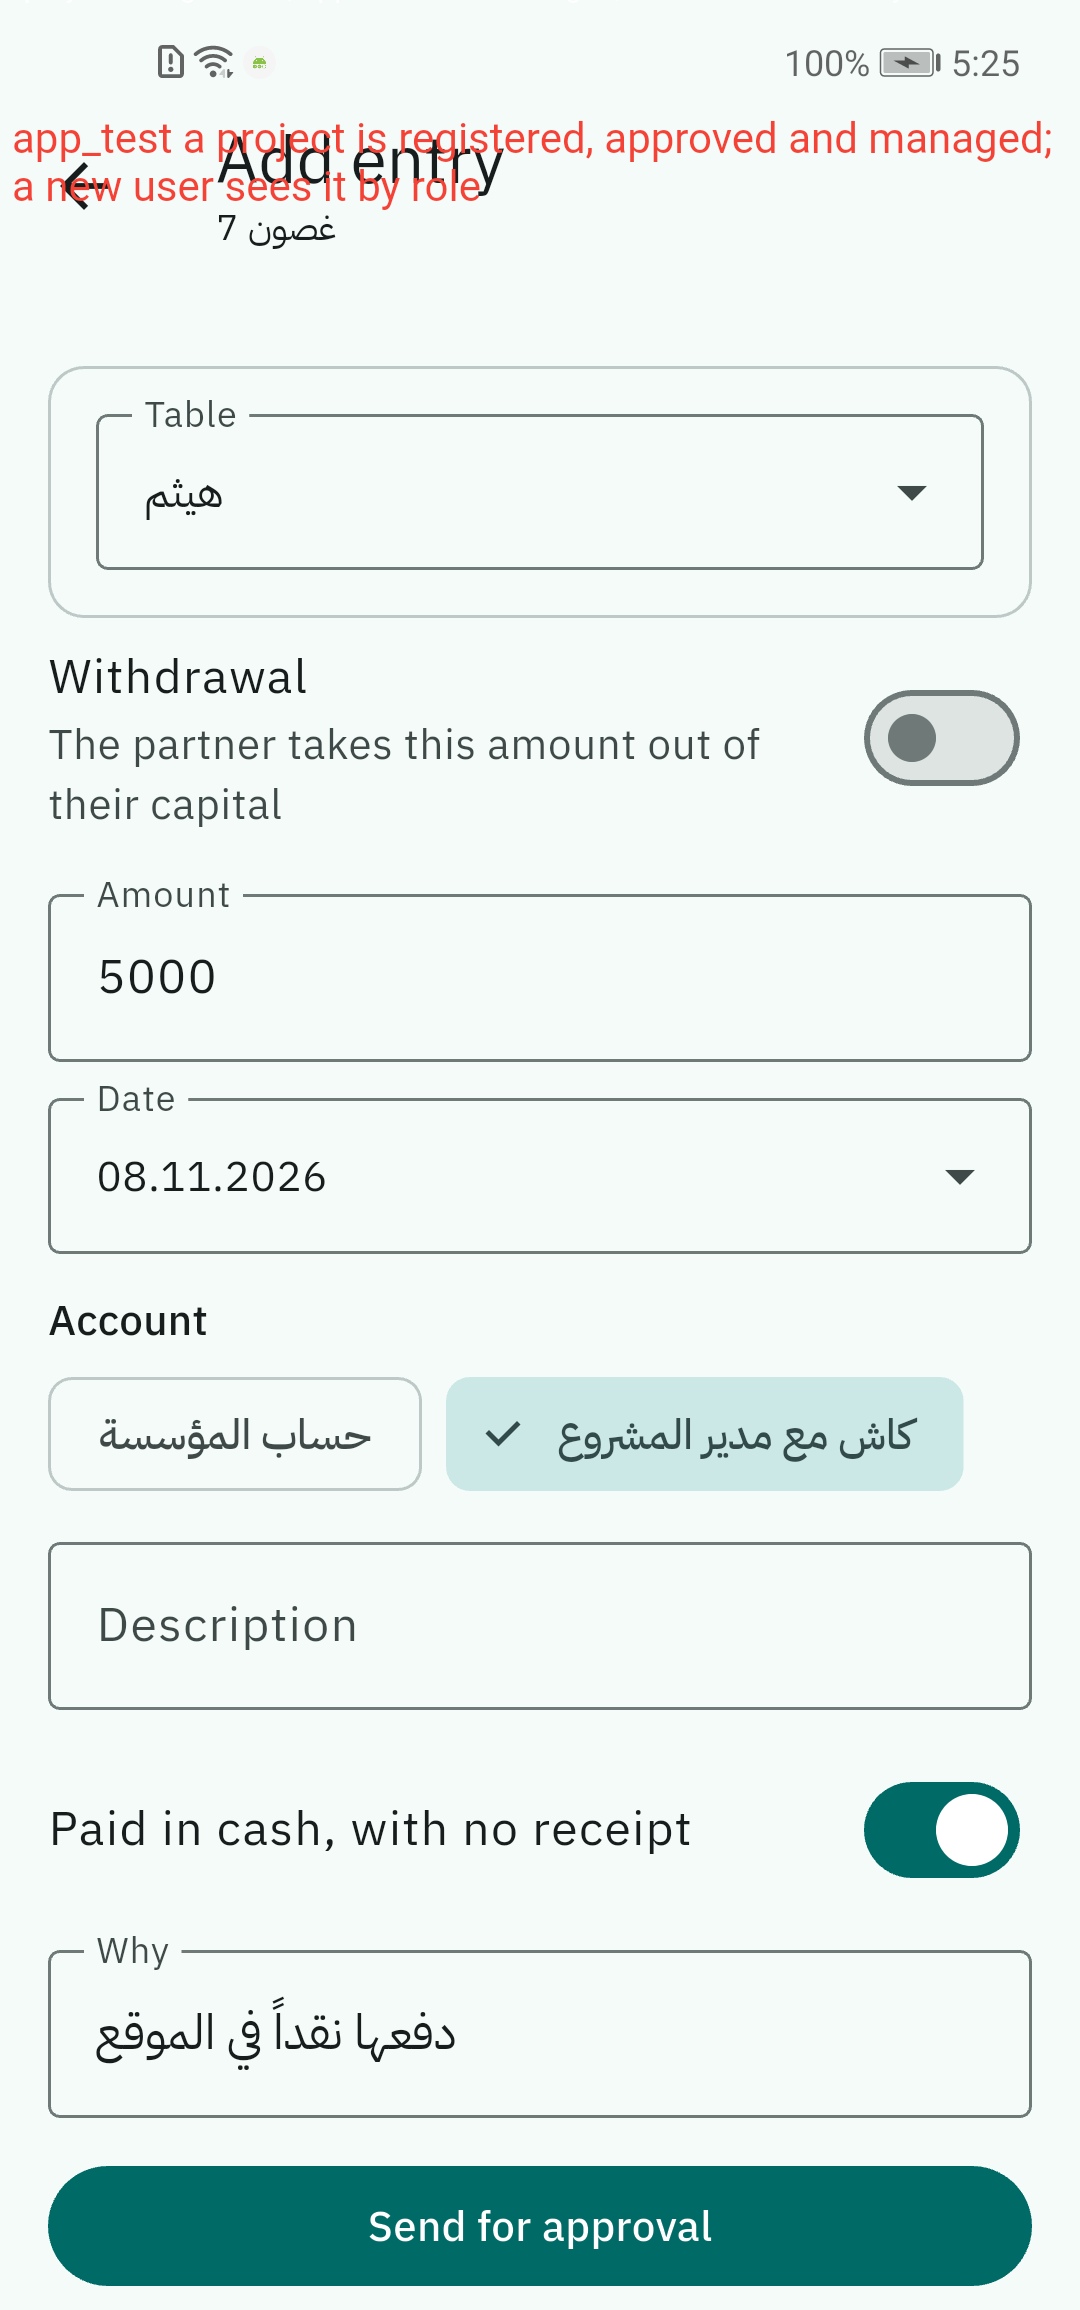 100% 5:25
app_test a project is registered, approved and managed;
a new user sees it by role
Add entry
غصون 7
Table
هيثم
Withdrawal
The partner takes this amount out of
their capital
Amount
5000
Date
08.11.2026
Account
حساب المؤسسة
كاش مع مدير المشروع
Description
Paid in cash, with no receipt
Why
دفعها نقداً في الموقع
Send for approval